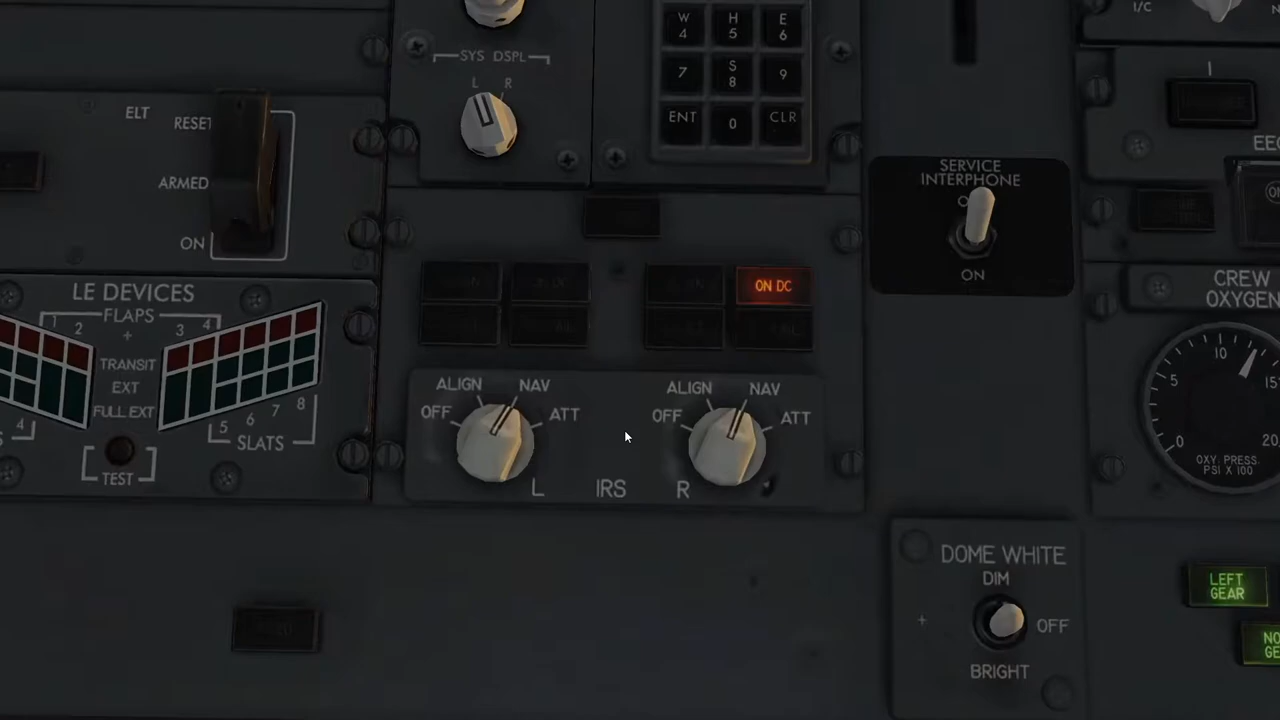 I/C
N
W
4
H
5
E
6
SYS DSPL
L R
7
S
8
9
ENT
0
CLR
ELT
RESET
ARMED
ON
SERVICE
INTERPHONE
ON
EEC
ON DC
LE DEVICES
FLAPS
1 2 3 4
TRANSIT
EXT
FULL EXT
4
5 6 7 8
SLATS
TEST
OFF ALIGN NAV ATT
OFF ALIGN NAV ATT
L IRS R
CREW
OXYGEN
0 5 10 15 20
OXY. PRESS.
PSI X 100
DOME WHITE
DIM
OFF
BRIGHT
LEFT
GEAR
NO
GE